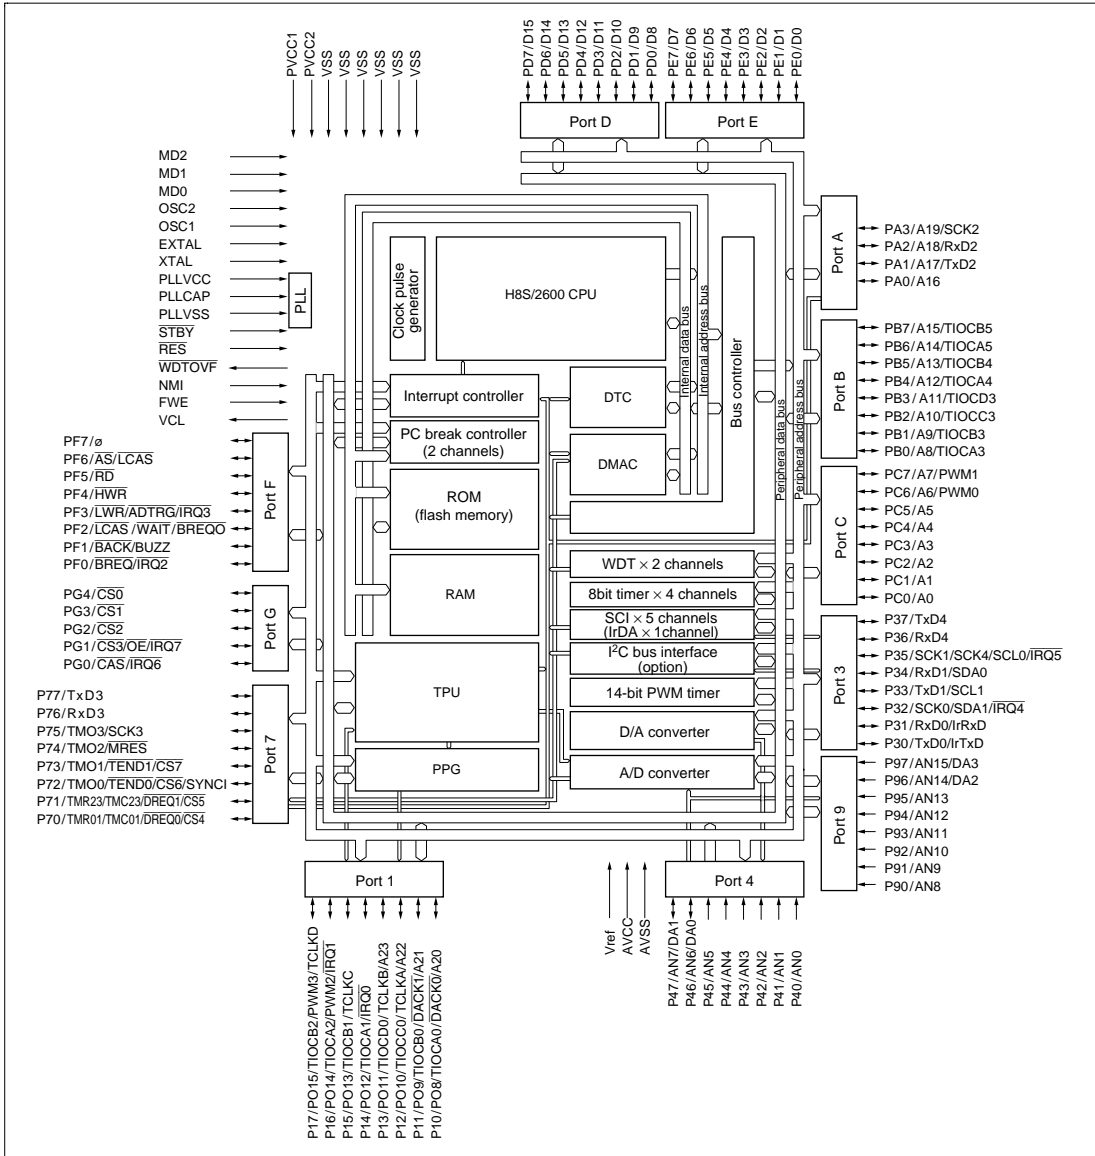 PVCC1
PVCC2
VSS
VSS
VSS
VSS
VSS
VSS
PD7/D15
PD6/D14
PD5/D13
PD4/D12
PD3/D11
PD2/D10
PD1/D9
PD0/D8
PE7/D7
PE6/D6
PE5/D5
PE4/D4
PE3/D3
PE2/D2
PE1/D1
PE0/D0
Port D
Port E
MD2
MD1
MD0
OSC2
OSC1
EXTAL
XTAL
PLLVCC
PLLCAP
PLLVSS
STBY
RES
WDTOVF
NMI
FWE
VCL
PLL
Clock pulse
generator
H8S/2600 CPU
Internal data bus
Internal address bus
Bus controller
Peripheral data bus
Peripheral address bus
Port A
PA3/A19/SCK2
PA2/A18/RxD2
PA1/A17/TxD2
PA0/A16
Port B
PB7/A15/TIOCB5
PB6/A14/TIOCA5
PB5/A13/TIOCB4
PB4/A12/TIOCA4
PB3/A11/TIOCD3
PB2/A10/TIOCC3
PB1/A9/TIOCB3
PB0/A8/TIOCA3
Interrupt controller
PC break controller
(2 channels)
DTC
DMAC
ROM
(flash memory)
RAM
TPU
PPG
WDT × 2 channels
8bit timer × 4 channels
SCI × 5 channels
(IrDA × 1channel)
I²C bus interface
(option)
14-bit PWM timer
D/A converter
A/D converter
Port F
PF7/ø
PF6/AS/LCAS
PF5/RD
PF4/HWR
PF3/LWR/ADTRG/IRQ3
PF2/LCAS/WAIT/BREQO
PF1/BACK/BUZZ
PF0/BREQ/IRQ2
Port G
PG4/CS0
PG3/CS1
PG2/CS2
PG1/CS3/OE/IRQ7
PG0/CAS/IRQ6
Port 7
P77/TxD3
P76/RxD3
P75/TMO3/SCK3
P74/TMO2/MRES
P73/TMO1/TEND1/CS7
P72/TMO0/TEND0/CS6/SYNCI
P71/TMR23/TMC23/DREQ1/CS5
P70/TMR01/TMC01/DREQ0/CS4
Port C
PC7/A7/PWM1
PC6/A6/PWM0
PC5/A5
PC4/A4
PC3/A3
PC2/A2
PC1/A1
PC0/A0
Port 3
P37/TxD4
P36/RxD4
P35/SCK1/SCK4/SCL0/IRQ5
P34/RxD1/SDA0
P33/TxD1/SCL1
P32/SCK0/SDA1/IRQ4
P31/RxD0/IrRxD
P30/TxD0/IrTxD
Port 9
P97/AN15/DA3
P96/AN14/DA2
P95/AN13
P94/AN12
P93/AN11
P92/AN10
P91/AN9
P90/AN8
Port 1
P17/PO15/TIOCB2/PWM3/TCLKD
P16/PO14/TIOCA2/PWM2/IRQ1
P15/PO13/TIOCB1/TCLKC
P14/PO12/TIOCA1/IRQ0
P13/PO11/TIOCD0/TCLKB/A23
P12/PO10/TIOCC0/TCLKA/A22
P11/PO9/TIOCB0/DACK1/A21
P10/PO8/TIOCA0/DACK0/A20
Vref
AVCC
AVSS
Port 4
P47/AN7/DA1
P46/AN6/DA0
P45/AN5
P44/AN4
P43/AN3
P42/AN2
P41/AN1
P40/AN0